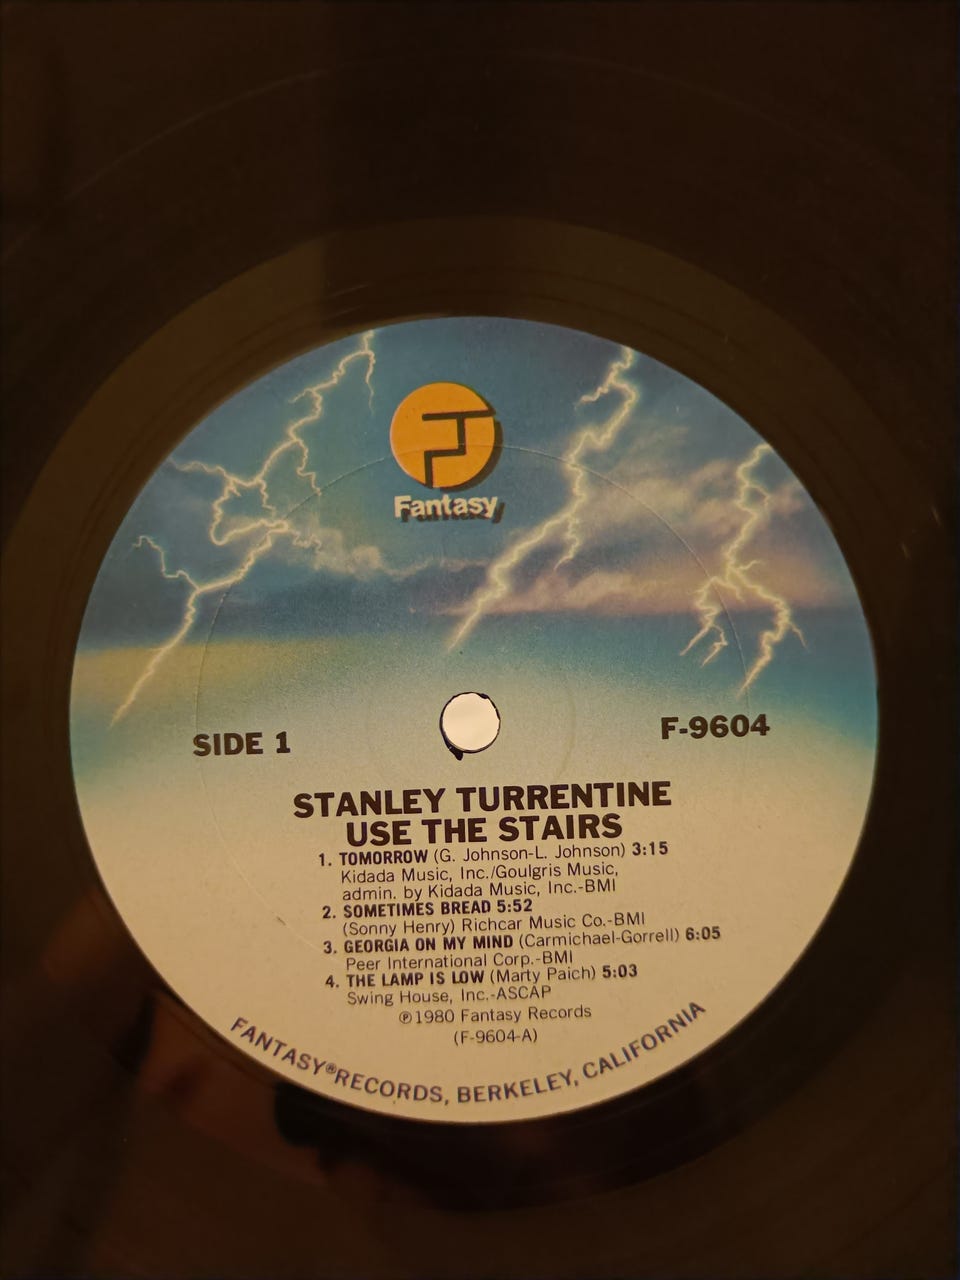 Fantasy
SIDE 1
F-9604
STANLEY TURRENTINE
USE THE STAIRS
1. TOMORROW (G. Johnson-L. Johnson) 3:15
Kidada Music, Inc./Goulgris Music,
admin. by Kidada Music, Inc.-BMI
2. SOMETIMES BREAD 5:52
(Sonny Henry) Richcar Music Co.-BMI
3. GEORGIA ON MY MIND (Carmichael-Gorrell) 6:05
Peer International Corp.-BMI
4. THE LAMP IS LOW (Marty Paich) 5:03
Swing House, Inc.-ASCAP
℗1980 Fantasy Records
(F-9604-A)
FANTASY® RECORDS, BERKELEY, CALIFORNIA